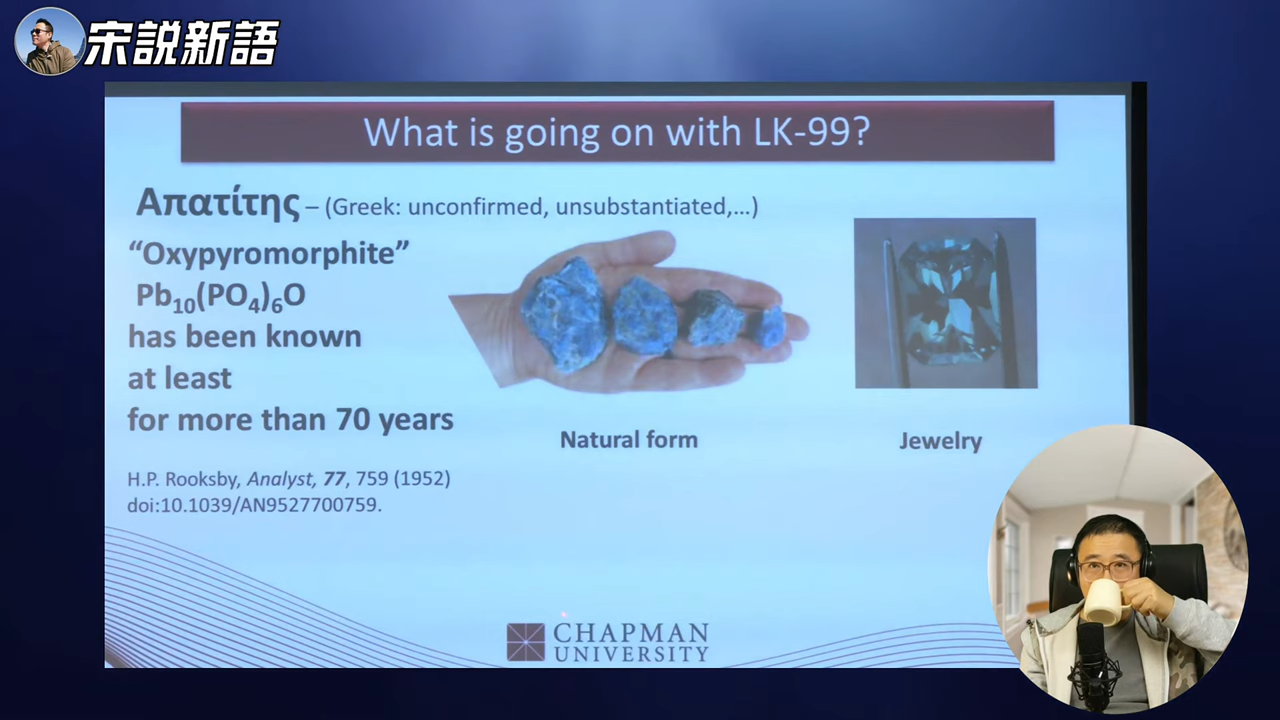 宋説新語
What is going on with LK-99?
Απατίτης – (Greek: unconfirmed, unsubstantiated,...)
“Oxypyromorphite”
Pb10(PO4)6O
has been known
at least
for more than 70 years
Natural form
Jewelry
H.P. Rooksby, Analyst, 77, 759 (1952)
doi:10.1039/AN9527700759.
CHAPMAN
UNIVERSITY